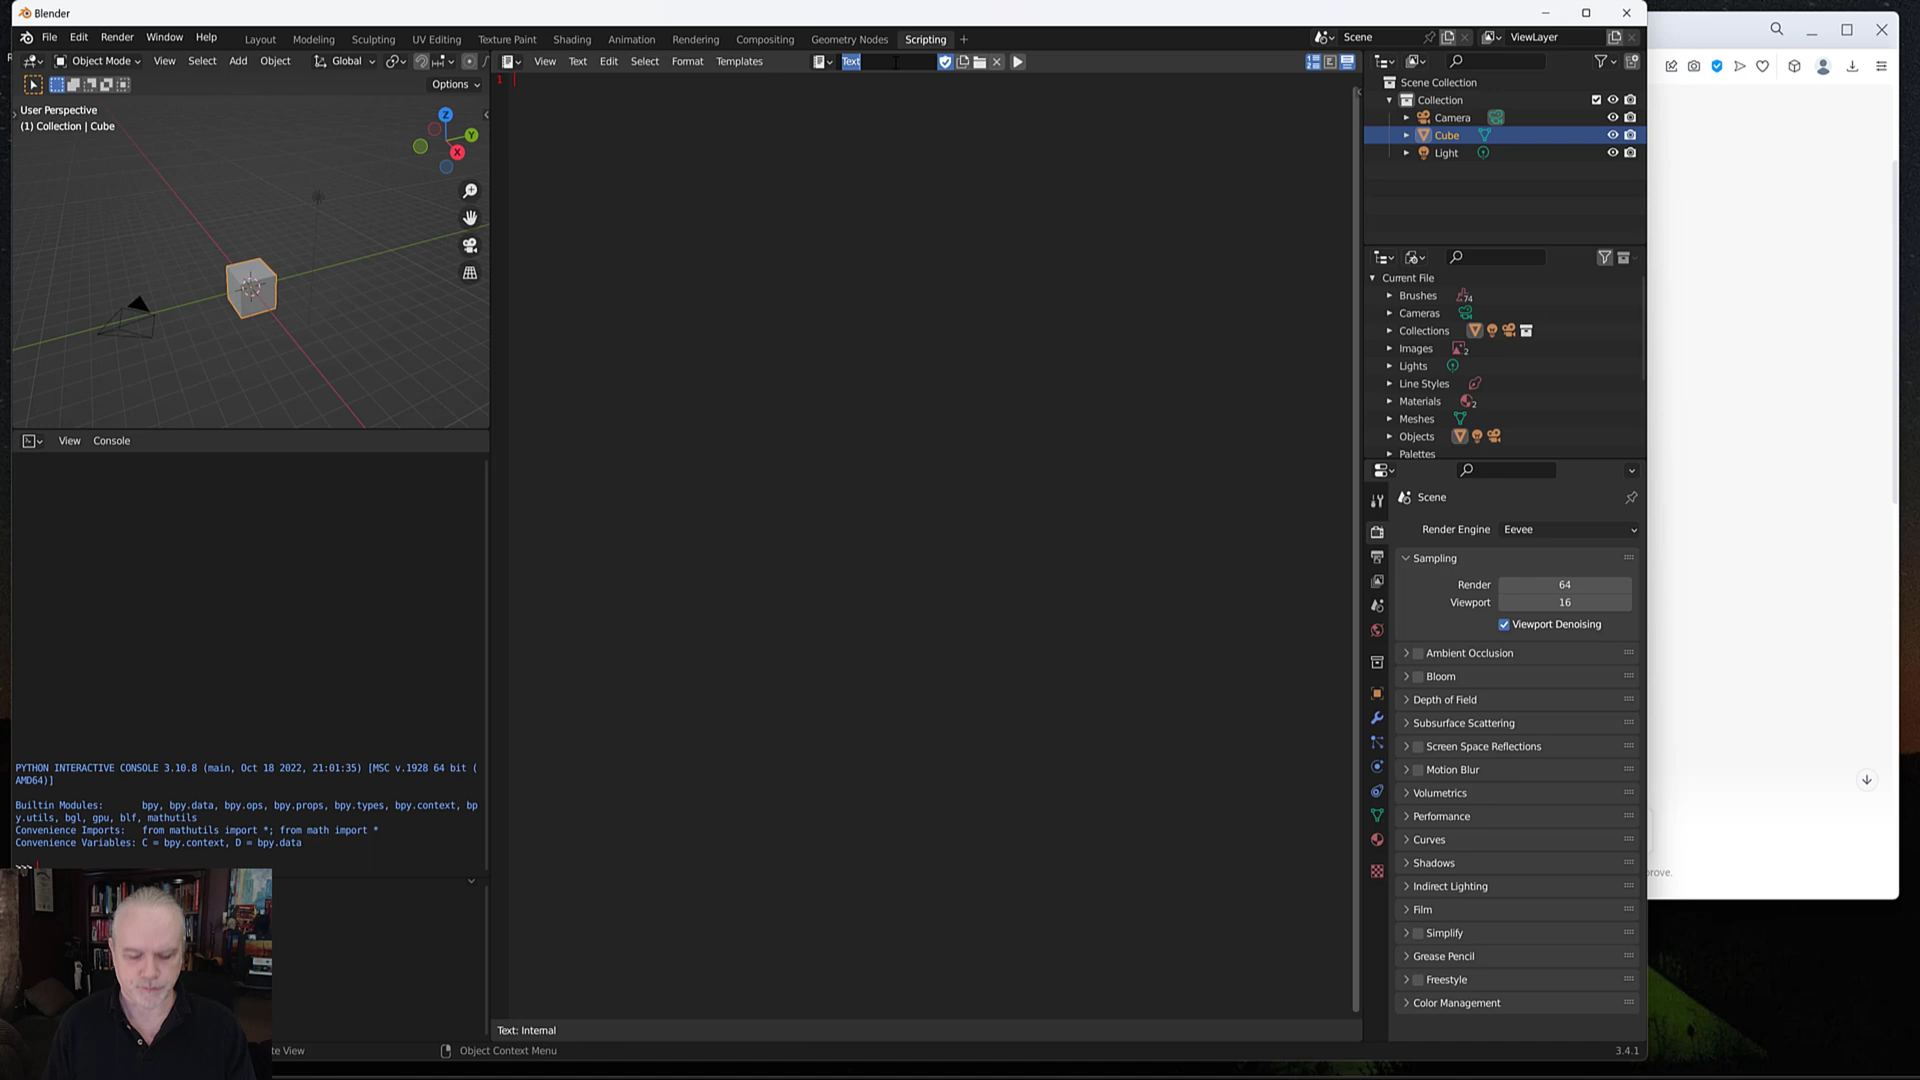 Blender
File Edit Render Window Help Layout Modeling Sculpting UV Editing Texture Paint Shading Animation Rendering Compositing Geometry Nodes Scripting + Scene ViewLayer
Object Mode View Select Add Object Global View Text Edit Select Format Templates Text
Options
User Perspective
(1) Collection | Cube
Z
Y
X
1
Scene Collection
Collection
Camera
Cube
Light
Current File
Brushes 74
Cameras
Collections
Images 2
Lights
Line Styles
Materials 2
Meshes
Objects
Palettes
View Console
PYTHON INTERACTIVE CONSOLE 3.10.8 (main, Oct 18 2022, 21:01:35) [MSC v.1928 64 bit (
AMD64)]
Builtin Modules: bpy, bpy.data, bpy.ops, bpy.props, bpy.types, bpy.context, bp
y.utils, bgl, gpu, blf, mathutils
Convenience Imports: from mathutils import *; from math import *
Convenience Variables: C = bpy.context, D = bpy.data
>>>
Scene
Render Engine Eevee
Sampling
Render 64
Viewport 16
Viewport Denoising
Ambient Occlusion
Bloom
Depth of Field
Subsurface Scattering
Screen Space Reflections
Motion Blur
Volumetrics
Performance
Curves
Shadows
Indirect Lighting
Film
Simplify
Grease Pencil
Freestyle
Color Management
Text: Internal
te View Object Context Menu 3.4.1
rove.